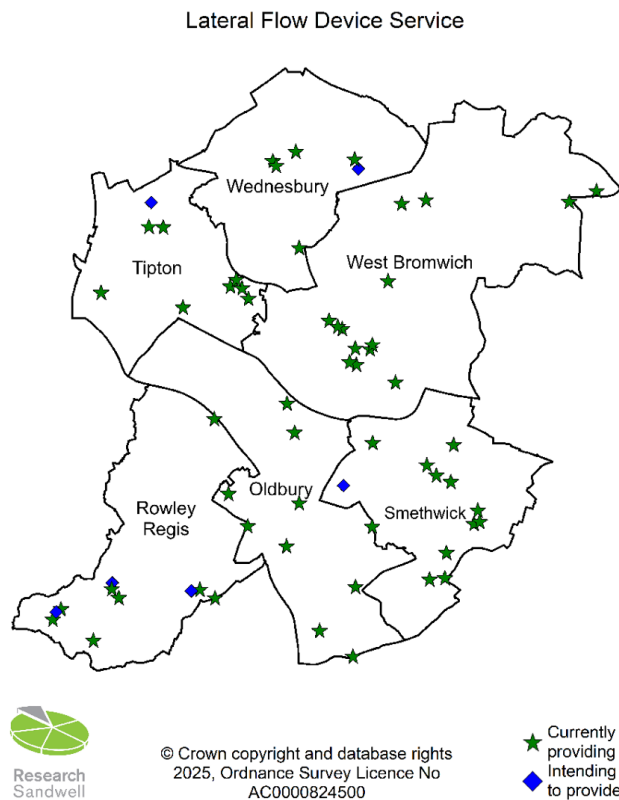 Lateral Flow Device Service
Wednesbury
Tipton
West Bromwich
Oldbury
Rowley
Regis
Smethwick
Currently
providing
Intending
to provide
© Crown copyright and database rights
2025, Ordnance Survey Licence No
AC0000824500
Research
Sandwell